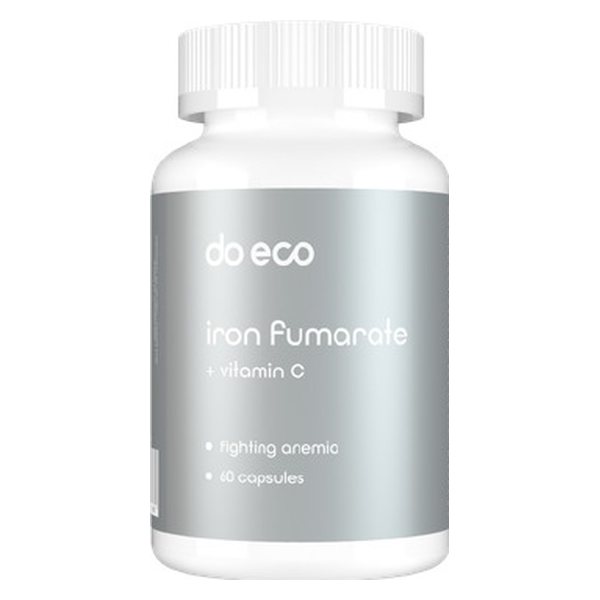 do eco
iron fumarate
+ vitamin C
• fighting anemia
• 60 capsules